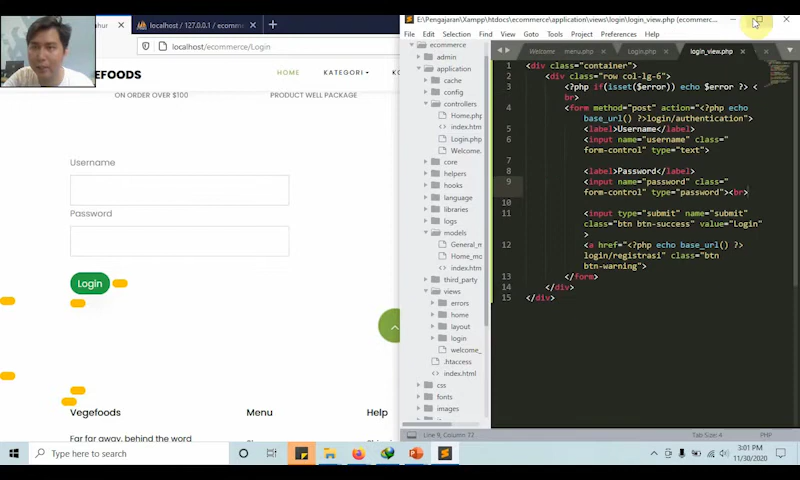 localhost / 127.0.0.1 / ecomm
localhost/ecommerce/Login
VEGEFOODS
HOME
KATEGORI
ON ORDER OVER $100
PRODUCT WELL PACKAGE
Username
Password
Login
Vegefoods
Menu
Help
Far far away, behind the word
E:\Pengajaran\Xampp\htdocs\ecommerce\application\views\login\login_view.php (ecommerc...
File Edit Selection Find View Goto Tools Project Preferences Help
ecommerce
admin
application
cache
config
controllers
Home.php
index.htm
Login.php
Welcome.
core
helpers
hooks
language
libraries
logs
models
General_m
Home_mo
index.htm
third_party
views
errors
home
layout
login
welcome_
.htaccess
index.html
css
fonts
images
Welcome
menu.php
Login.php
login_view.php
1 <div class="container">
2 <div class="row col-lg-6">
3 <?php if(isset($error)) echo $error ?> <
br>
4 <form method="post" action="<?php echo
base_url() ?>login/authentication">
5 <label>Username</label>
6 <input name="username" class="
form-control" type="text">
7
8 <label>Password</label>
9 <input name="password" class="
form-control" type="password"><br>
10
11 <input type="submit" name="submit"
class="btn btn-success" value="Login"
>
12 <a href="<?php echo base_url() ?>
login/registrasi" class="btn
btn-warning">
13 </form>
14 </div>
15 </div>
Line 9, Column 77
Tab Size: 4
PHP
Type here to search
3:01 PM
11/30/2020